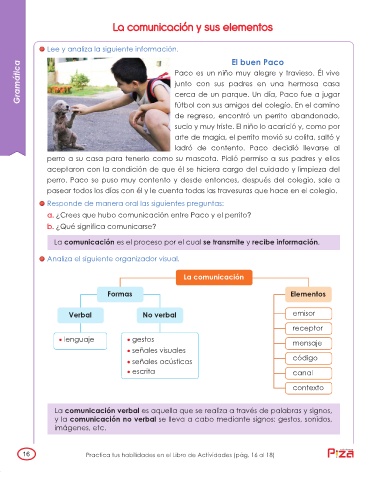 La comunicación y sus elementos
Lee y analiza la siguiente información.
Gramática
El buen Paco
Paco es un niño muy alegre y travieso. Él vive
junto con sus padres en una hermosa casa
cerca de un parque. Un día, Paco fue a jugar
fútbol con sus amigos del colegio. En el camino
de regreso, encontró un perrito abandonado,
sucio y muy triste. El niño lo acarició y, como por
arte de magia, el perrito movió su colita, saltó y
ladró de contento. Paco decidió llevarse al
perro a su casa para tenerlo como su mascota. Pidió permiso a sus padres y ellos
aceptaron con la condición de que él se hiciera cargo del cuidado y limpieza del
perro. Paco se puso muy contento y desde entonces, después del colegio, sale a
pasear todos los días con él y le cuenta todas las travesuras que hace en el colegio.
Responde de manera oral las siguientes preguntas:
a. ¿Crees que hubo comunicación entre Paco y el perrito?
b. ¿Qué significa comunicarse?
La comunicación es el proceso por el cual se transmite y recibe información.
Analiza el siguiente organizador visual.
La comunicación
Formas
Elementos
Verbal
No verbal
• lenguaje
• gestos
• señales visuales
• señales acústicas
• escrita
emisor
receptor
mensaje
código
canal
contexto
La comunicación verbal es aquella que se realiza a través de palabras y signos,
y la comunicación no verbal se lleva a cabo mediante signos: gestos, sonidos,
imágenes, etc.
16
Practica tus habilidades en el Libro de Actividades (pág. 16 al 18)